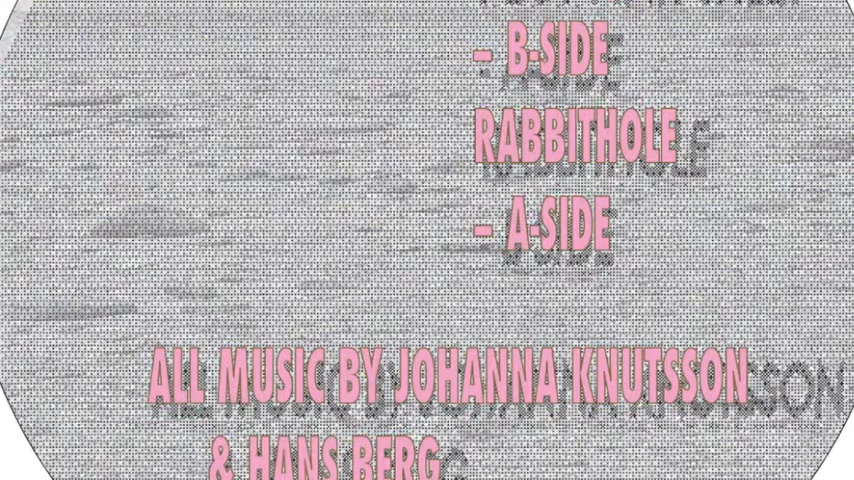 – B-SIDE
RABBITHOLE
– A-SIDE
ALL MUSIC BY JOHANNA KNUTSSON
& HANS BERG